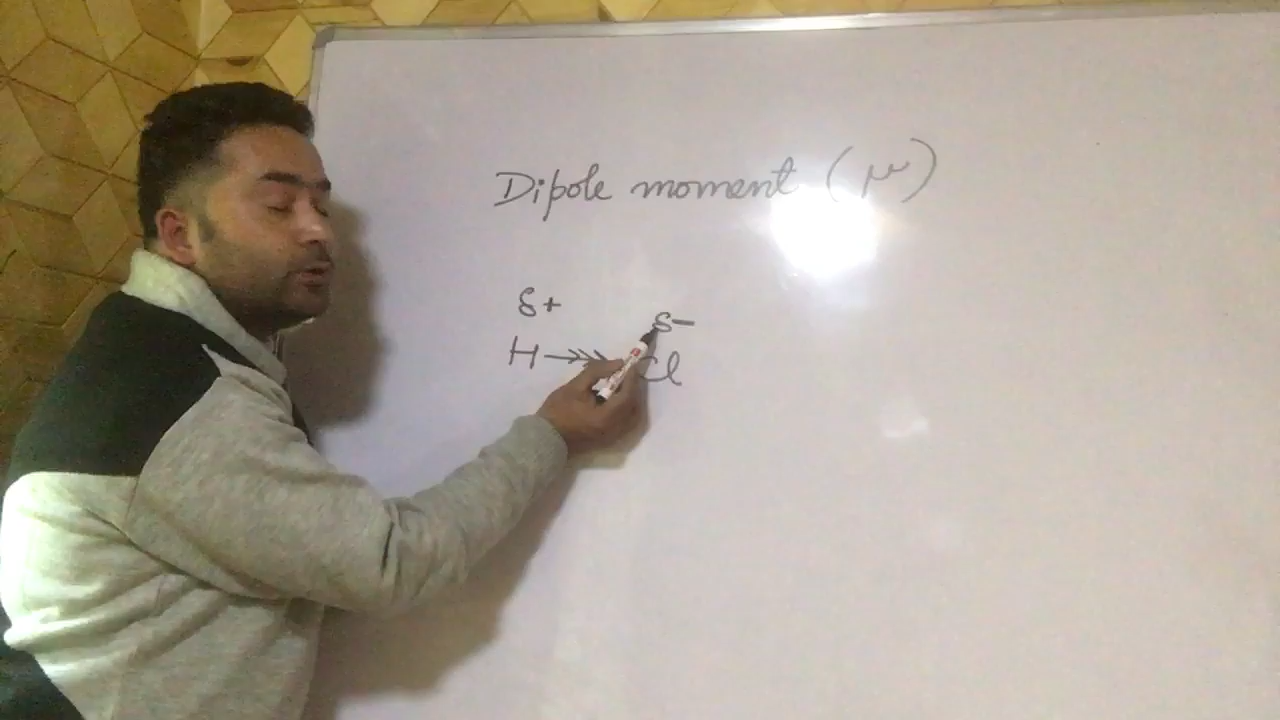 Dipole moment (μ)
δ+ δ-
H →>> Cl